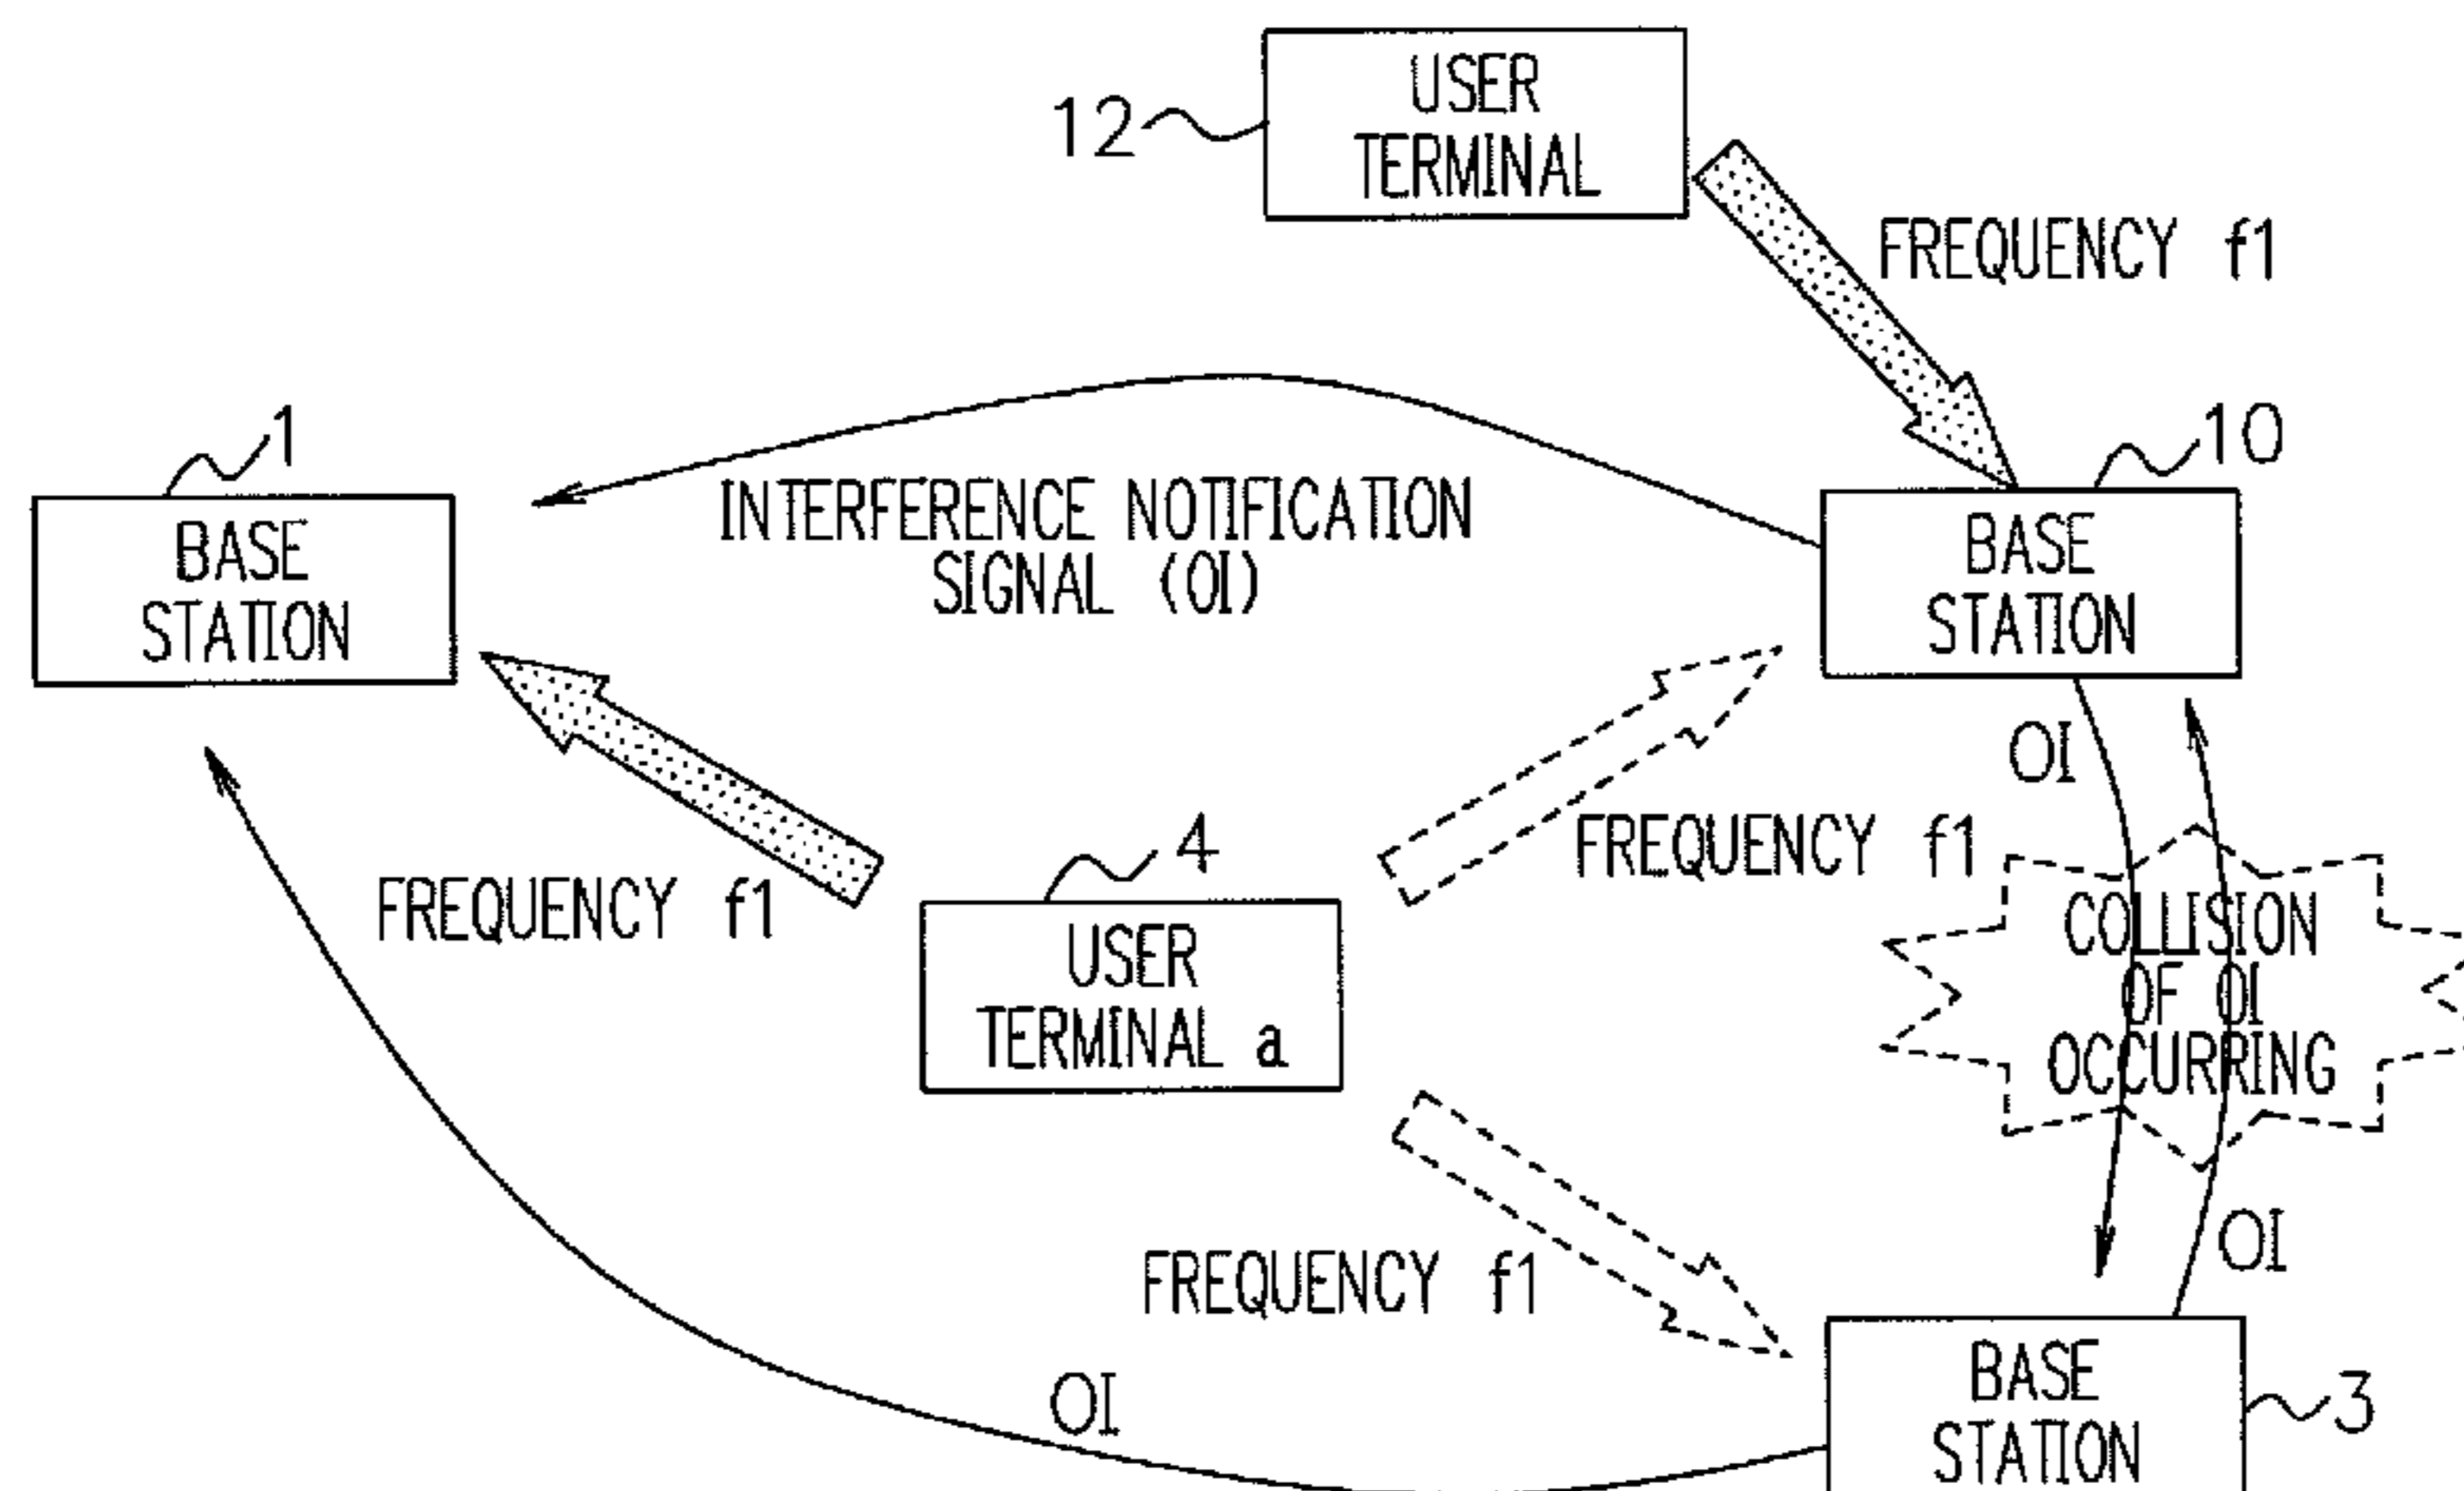 12
USER
TERMINAL
FREQUENCY f1
1
BASE
STATION
INTERFERENCE NOTIFICATION
SIGNAL (OI)
10
BASE
STATION
OI
FREQUENCY f1
4
USER
TERMINAL a
FREQUENCY f1
COLLISION
OF OI
OCCURRING
FREQUENCY f1
OI
OI
BASE
STATION
3